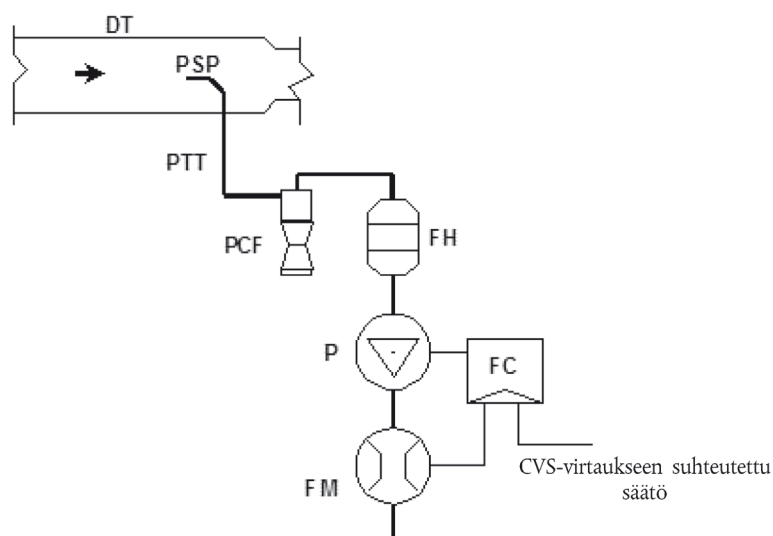 DT
PSP
PTT
PCF
FH
P
FC
FM
CVS-virtaukseen suhteutettu
säätö